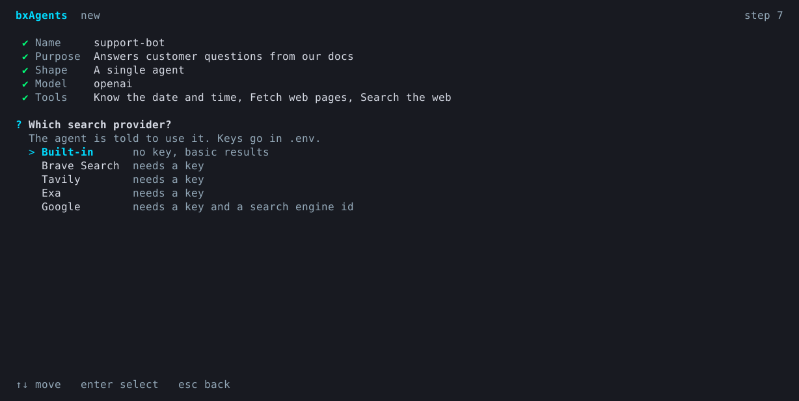 bxAgents new step 7
✔ Name support-bot
✔ Purpose Answers customer questions from our docs
✔ Shape A single agent
✔ Model openai
✔ Tools Know the date and time, Fetch web pages, Search the web
? Which search provider?
The agent is told to use it. Keys go in .env.
> Built-in no key, basic results
Brave Search needs a key
Tavily needs a key
Exa needs a key
Google needs a key and a search engine id
↑↓ move enter select esc back